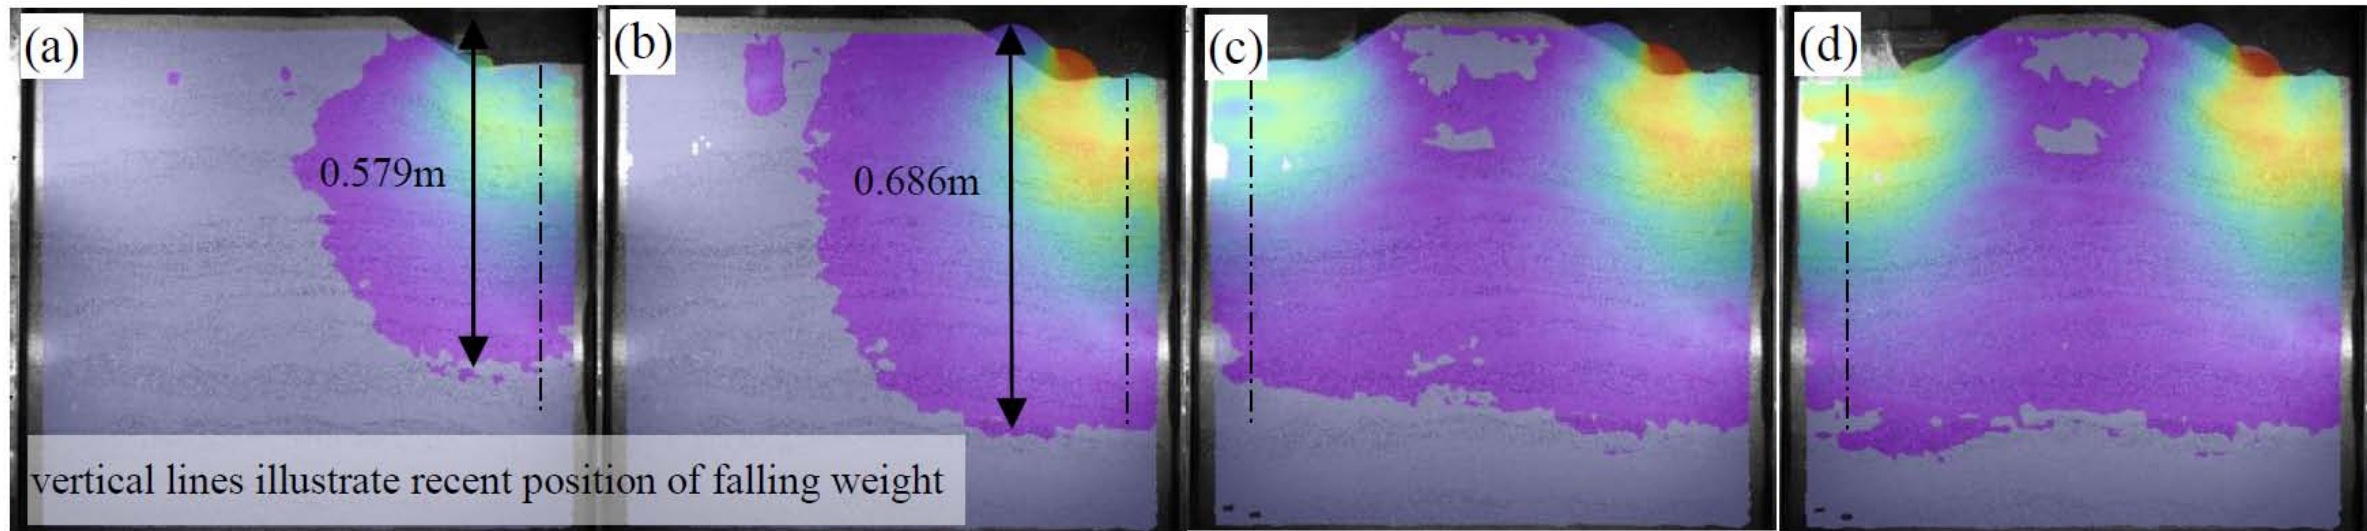 (a)
(b)
(c)
(d)
0.579m
0.686m
vertical lines illustrate recent position of falling weight